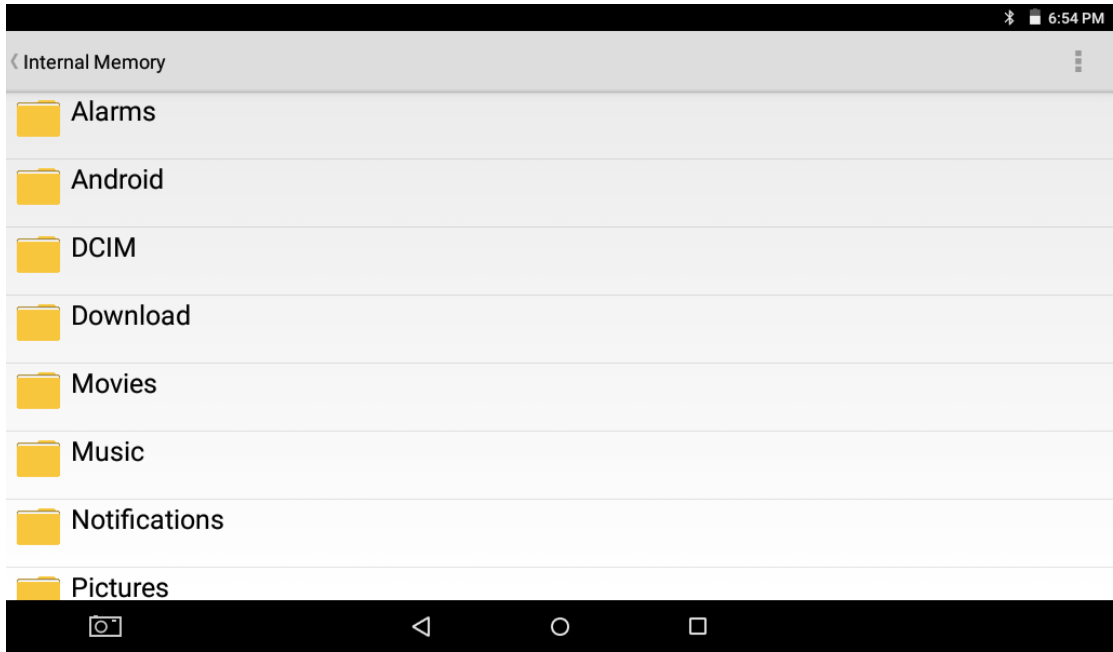 6:54 PM
Internal Memory
Alarms
Android
DCIM
Download
Movies
Music
Notifications
Pictures